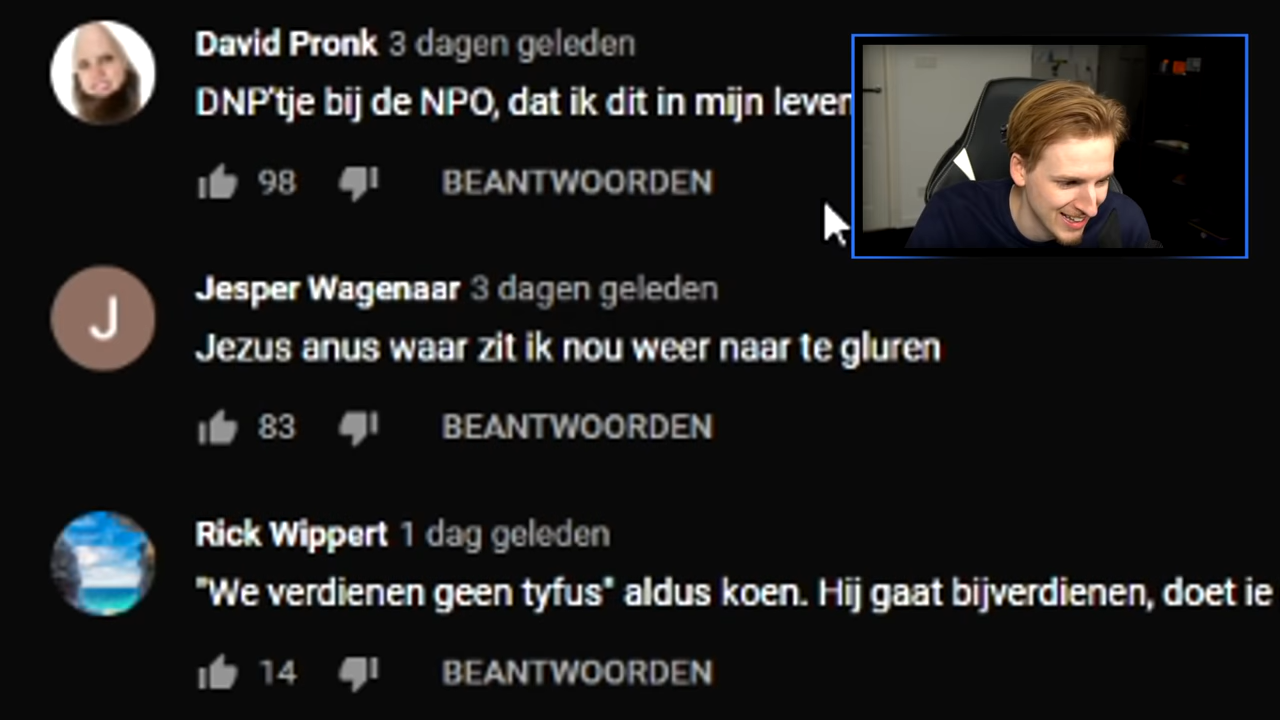 David Pronk 3 dagen geleden
DNP'tje bij de NPO, dat ik dit in mijn leven
98 BEANTWOORDEN
Jesper Wagenaar 3 dagen geleden
J
Jezus anus waar zit ik nou weer naar te gluren
83 BEANTWOORDEN
Rick Wippert 1 dag geleden
"We verdienen geen tyfus" aldus koen. Hij gaat bijverdienen, doet ie
14 BEANTWOORDEN